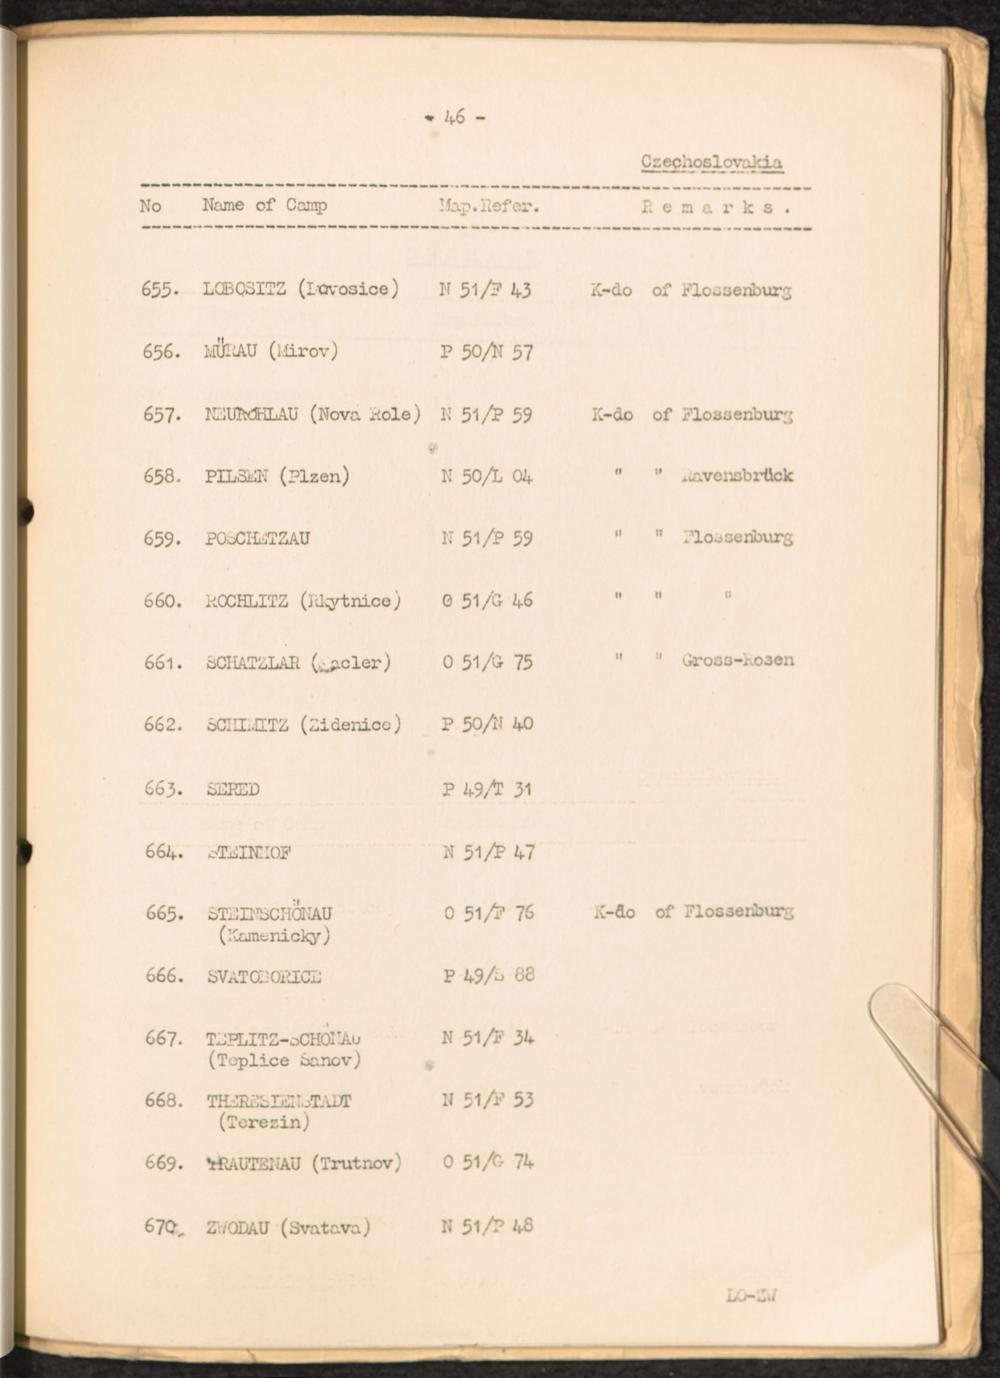 - 46 -
Czechoslovakia
No Name of Camp Map.Refer. Remarks.
655. LOBOSITZ (Lovosice) N 51/F 43 K-do of Flossenburg
656. MÜRAU (Mirov) P 50/N 57
657. NEUROHLAU (Nova Role) N 51/P 59 K-do of Flossenburg
658. PILSEN (Plzen) N 50/L 04 " " Ravensbrück
659. POSCHETZAU N 51/P 59 " " Flossenburg
660. ROCHLITZ (Rkytnice) O 51/G 46 " " "
661. SCHATZLAR O 51/G 75 " " Gross-Rosen
662. SCHIMITZ (Zidenice) P 50/N 40
663. SERED P 49/T 31
664. STEINHOF N 51/P 47
665. STEINSCHÖNAU O 51/F 76 K-do of Flossenburg
(Kamenicky)
666. SVATOBORICE P 49/S 88
667. TEPLITZ-SCHÖNAU N 51/F 34
(Teplice Sanov)
668. THERESIENSTADT N 51/F 53
(Terezin)
669. TRAUTENAU (Trutnov) O 51/G 74
670. ZWODAU (Svatava) N 51/P 48
LO-ZW